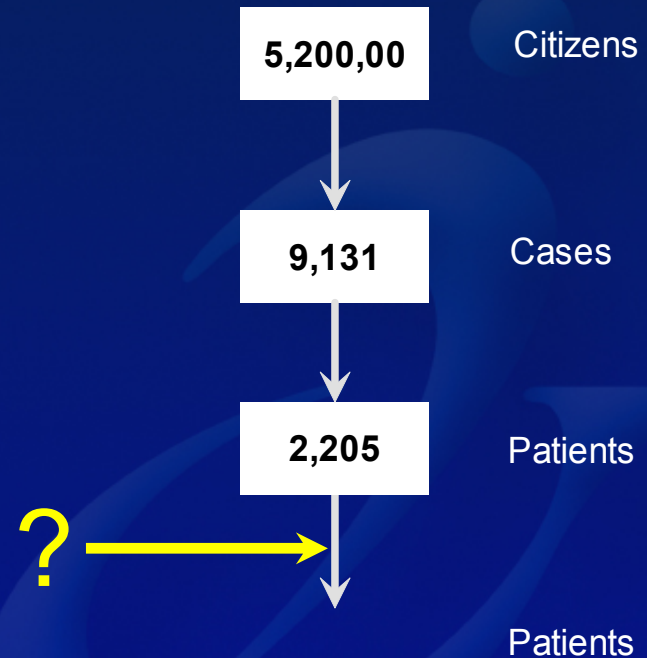 5,200,00 Citizens
9,131 Cases
2,205 Patients
?
Patients